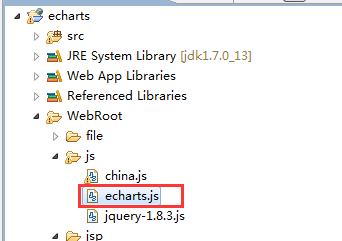 echarts
src
JRE System Library [jdk1.7.0_13]
Web App Libraries
Referenced Libraries
WebRoot
file
js
china.js
echarts.js
jquery-1.8.3.js
jsp